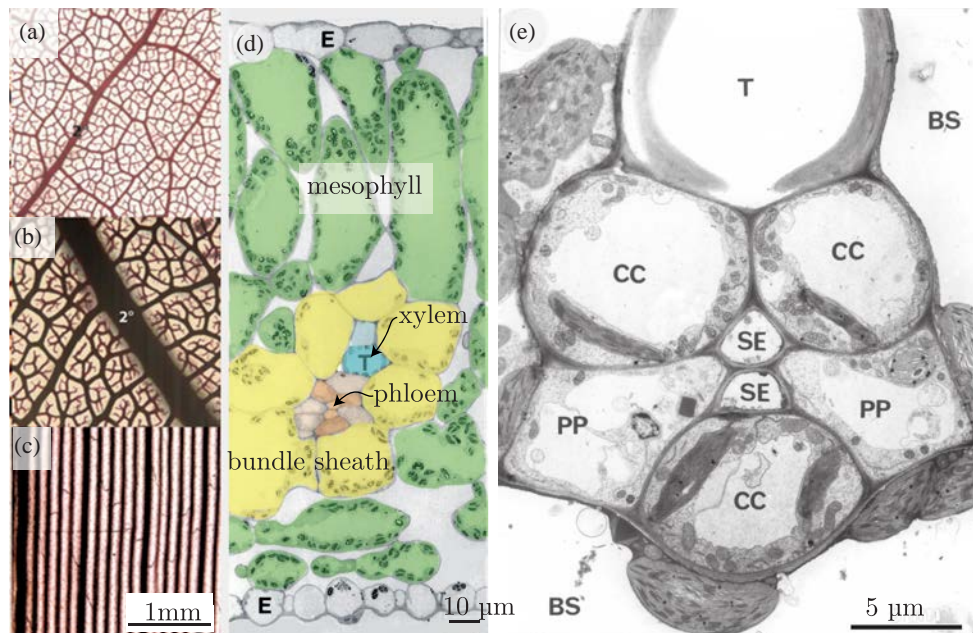 (a)
2°
(b)
2°
(c)
1mm
(d)
E
mesophyll
xylem
T
phloem
bundle sheath
E
10 µm
(e)
T
BS
CC
CC
SE
SE
PP
PP
CC
BS
5 µm